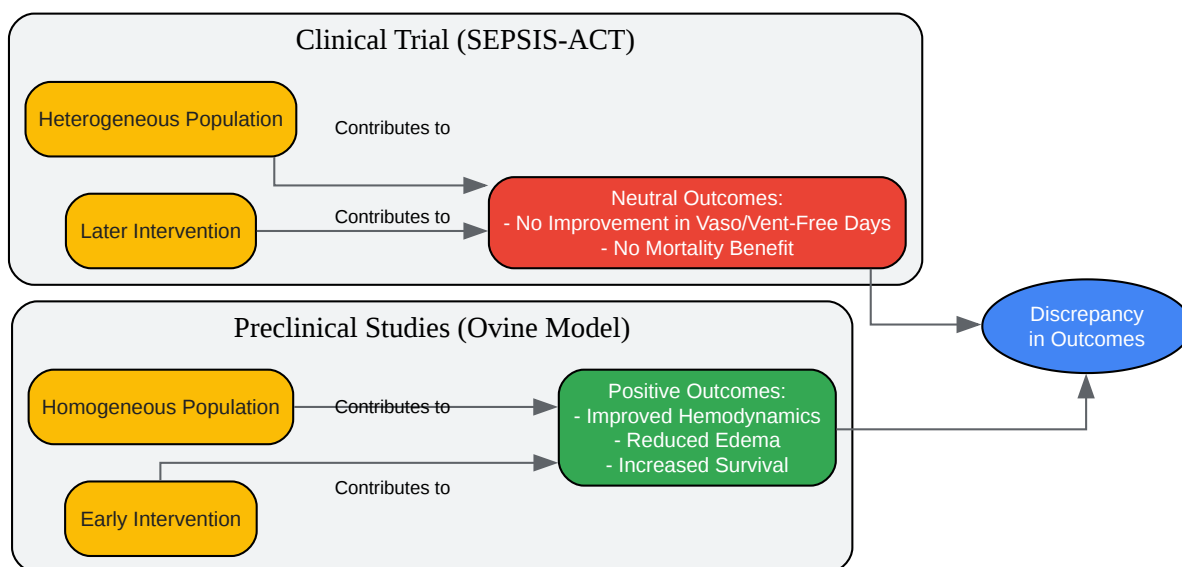 Clinical Trial (SEPSIS-ACT)
Heterogeneous Population
Contributes to
Later Intervention
Contributes to
Neutral Outcomes:
- No Improvement in Vaso/Vent-Free Days
- No Mortality Benefit
Preclinical Studies (Ovine Model)
Homogeneous Population
Contributes to
Early Intervention
Contributes to
Positive Outcomes:
- Improved Hemodynamics
- Reduced Edema
- Increased Survival
Discrepancy
in Outcomes